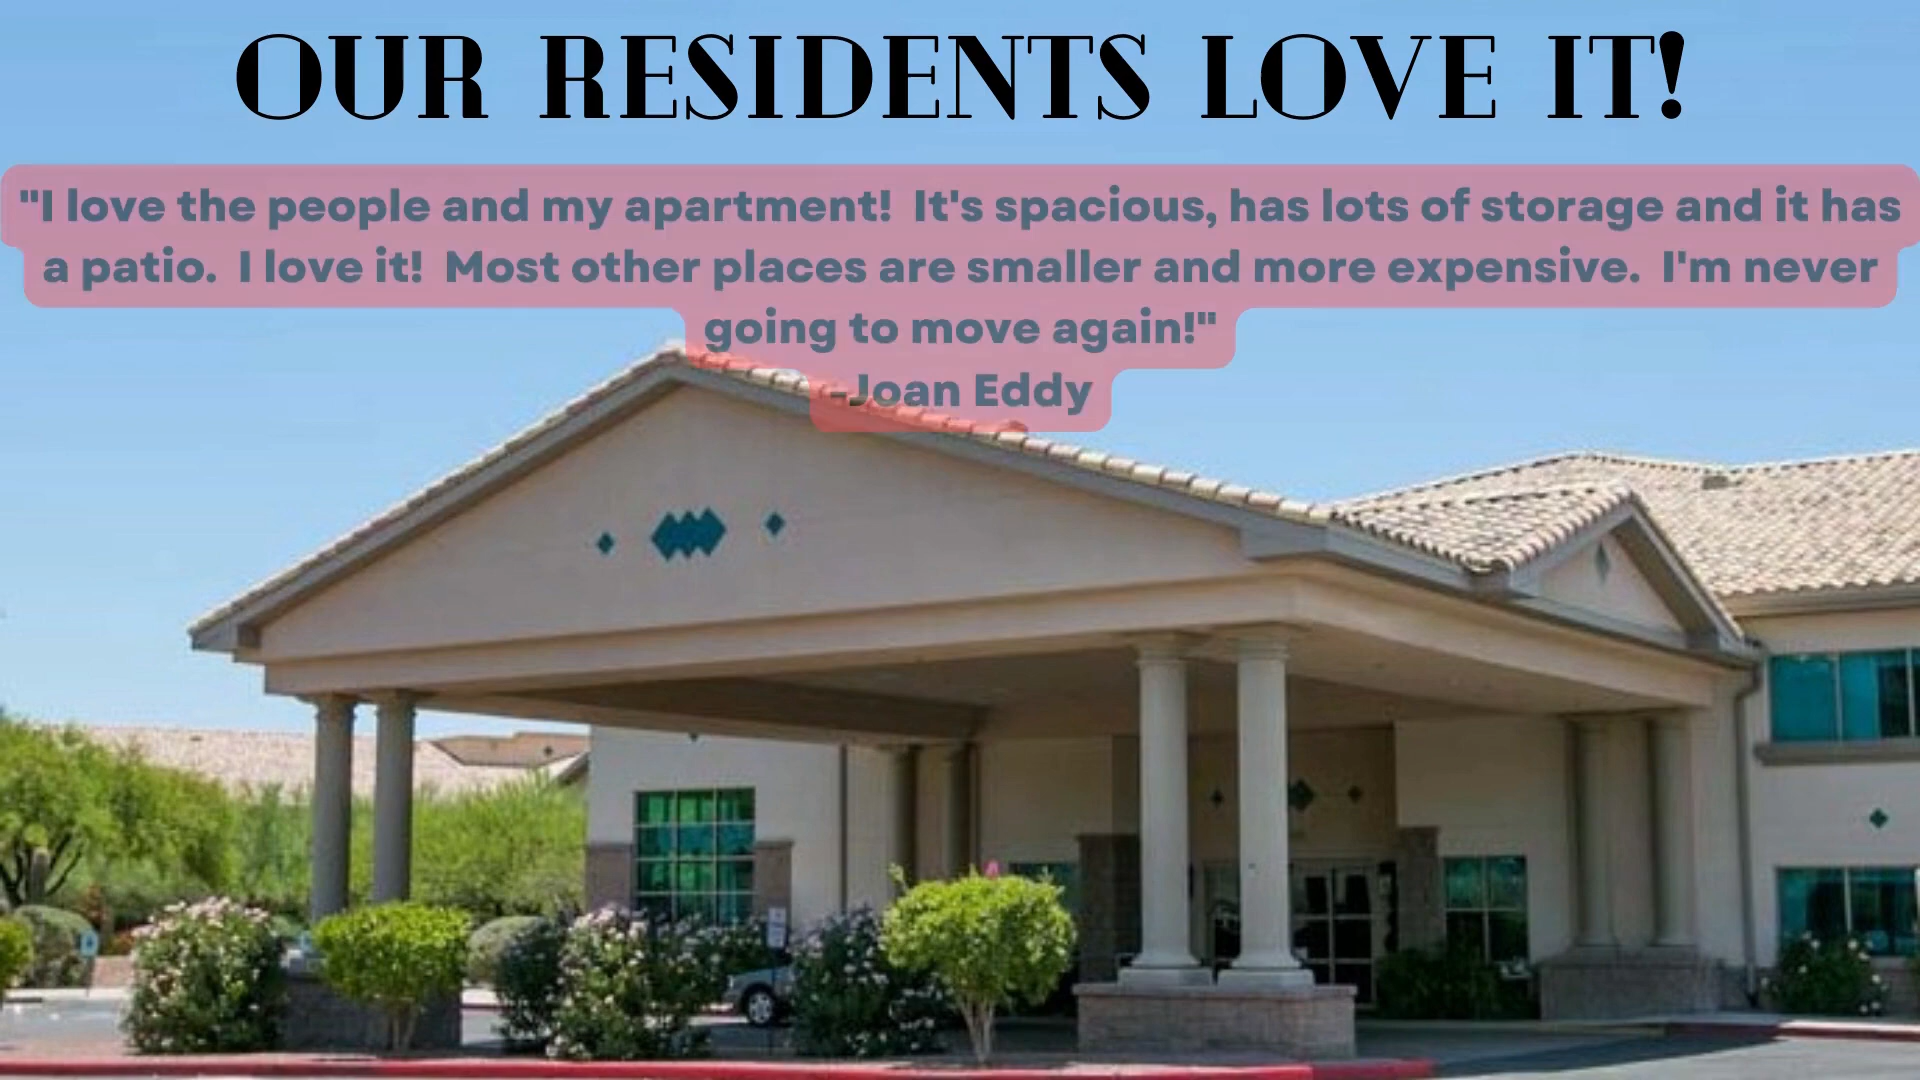 OUR RESIDENTS LOVE IT!
"I love the people and my apartment!  It's spacious, has lots of storage and it has
a patio.  I love it!  Most other places are smaller and more expensive.  I'm never
going to move again!"
-Joan Eddy